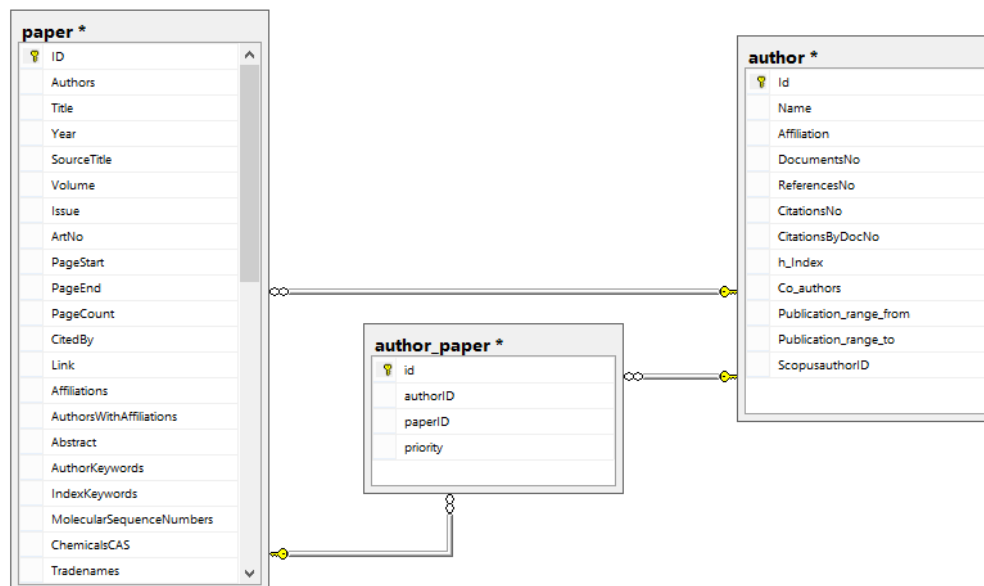 paper *
ID
Authors
Title
Year
SourceTitle
Volume
Issue
ArtNo
PageStart
PageEnd
PageCount
CitedBy
Link
Affiliations
AuthorsWithAffiliations
Abstract
AuthorKeywords
IndexKeywords
MolecularSequenceNumbers
ChemicalsCAS
Tradenames
author_paper *
id
authorID
paperID
priority
author *
Id
Name
Affiliation
DocumentsNo
ReferencesNo
CitationsNo
CitationsByDocNo
h_Index
Co_authors
Publication_range_from
Publication_range_to
ScopusauthorID